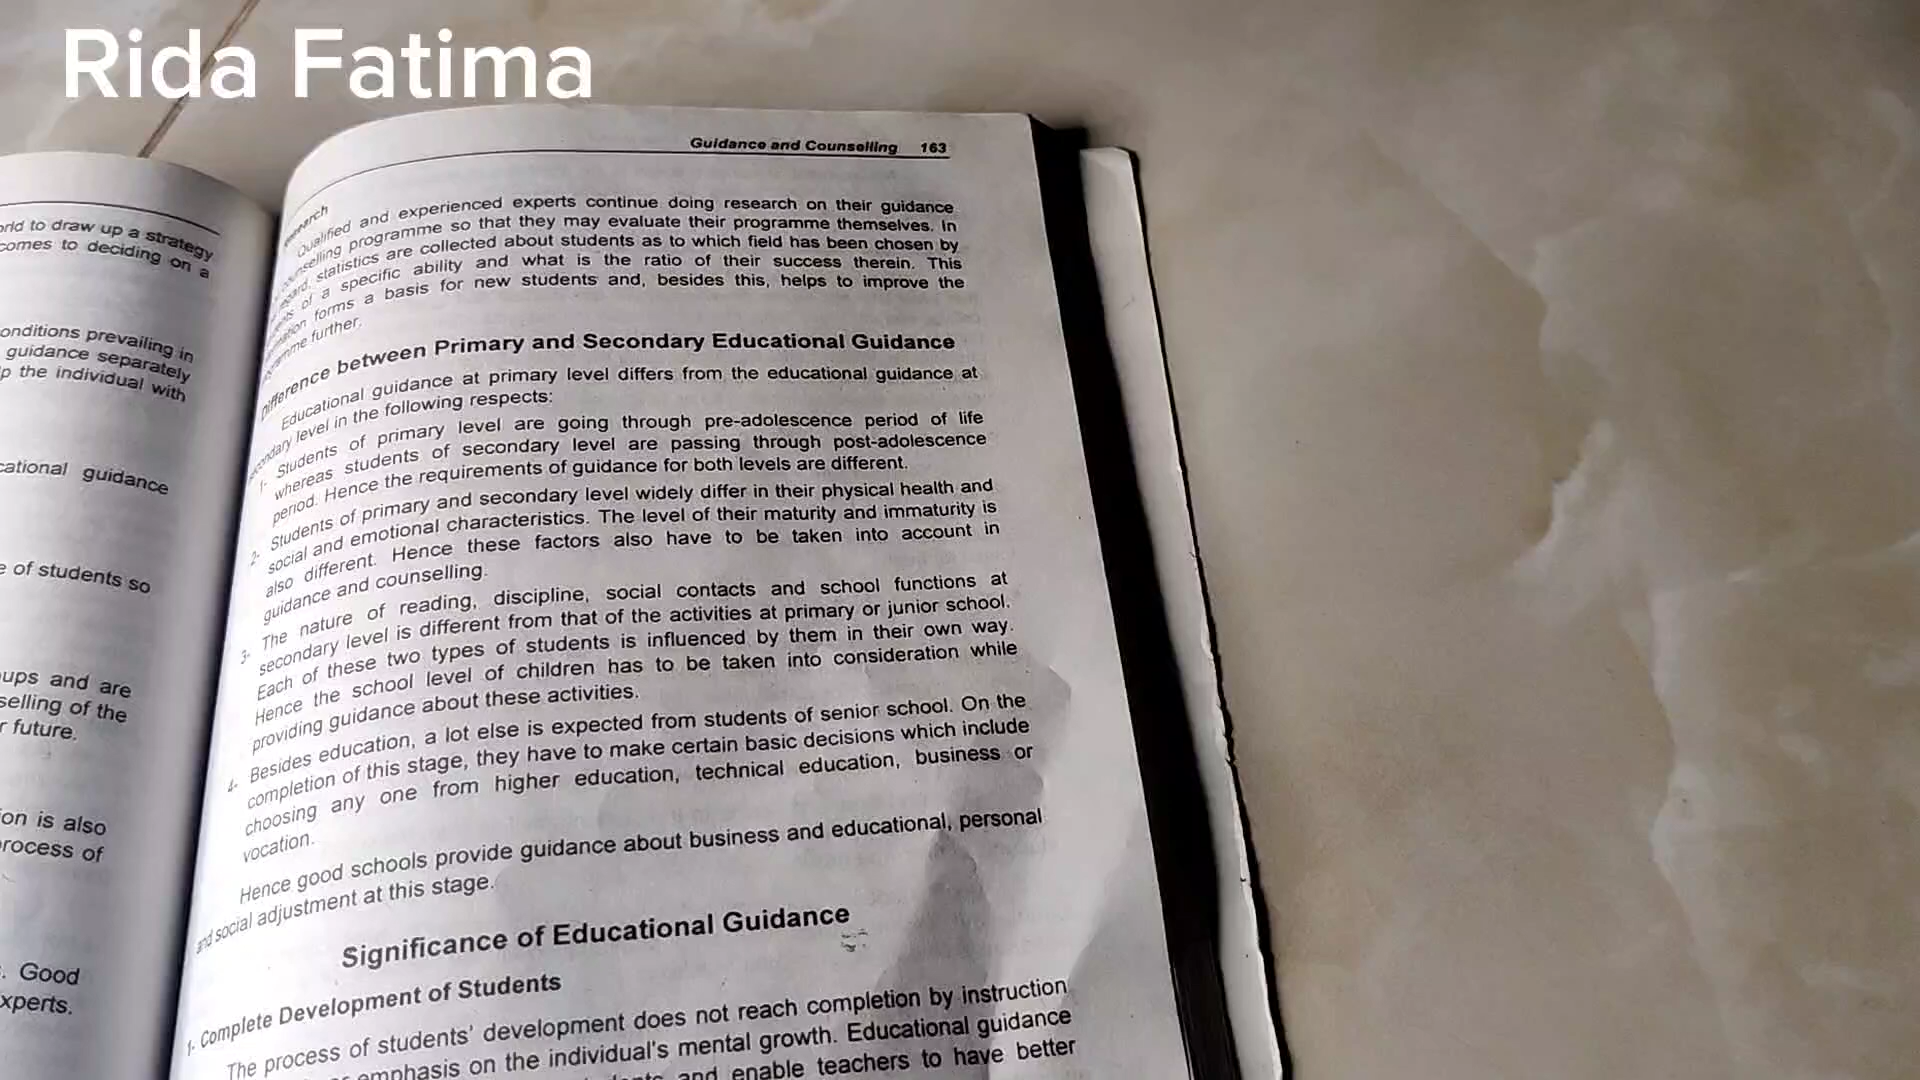 Rida Fatima
orld to draw up a strategy
comes to deciding on a
onditions prevailing in
guidance separately
p the individual with
cational guidance
e of students so
ups and are
selling of the
r future.
on is also
rocess of
. Good
xperts.
Guidance and Counselling 163
Qualified and experienced experts continue doing research on their guidance
counselling programme so that they may evaluate their programme themselves. In
regard, statistics are collected about students as to which field has been chosen by
of a specific ability and what is the ratio of their success therein. This
forms a basis for new students and, besides this, helps to improve the
further.
Difference between Primary and Secondary Educational Guidance
Educational guidance at primary level differs from the educational guidance at
secondary level in the following respects:
1- Students of primary level are going through pre-adolescence period of life
whereas students of secondary level are passing through post-adolescence
period. Hence the requirements of guidance for both levels are different.
2- Students of primary and secondary level widely differ in their physical health and
social and emotional characteristics. The level of their maturity and immaturity is
also different. Hence these factors also have to be taken into account in
guidance and counselling.
3- The nature of reading, discipline, social contacts and school functions at
secondary level is different from that of the activities at primary or junior school.
Each of these two types of students is influenced by them in their own way.
Hence the school level of children has to be taken into consideration while
providing guidance about these activities.
4- Besides education, a lot else is expected from students of senior school. On the
completion of this stage, they have to make certain basic decisions which include
choosing any one from higher education, technical education, business or
vocation.
Hence good schools provide guidance about business and educational, personal
and social adjustment at this stage.
Significance of Educational Guidance
1- Complete Development of Students
The process of students' development does not reach completion by instruction
emphasis on the individual's mental growth. Educational guidance
and enable teachers to have better